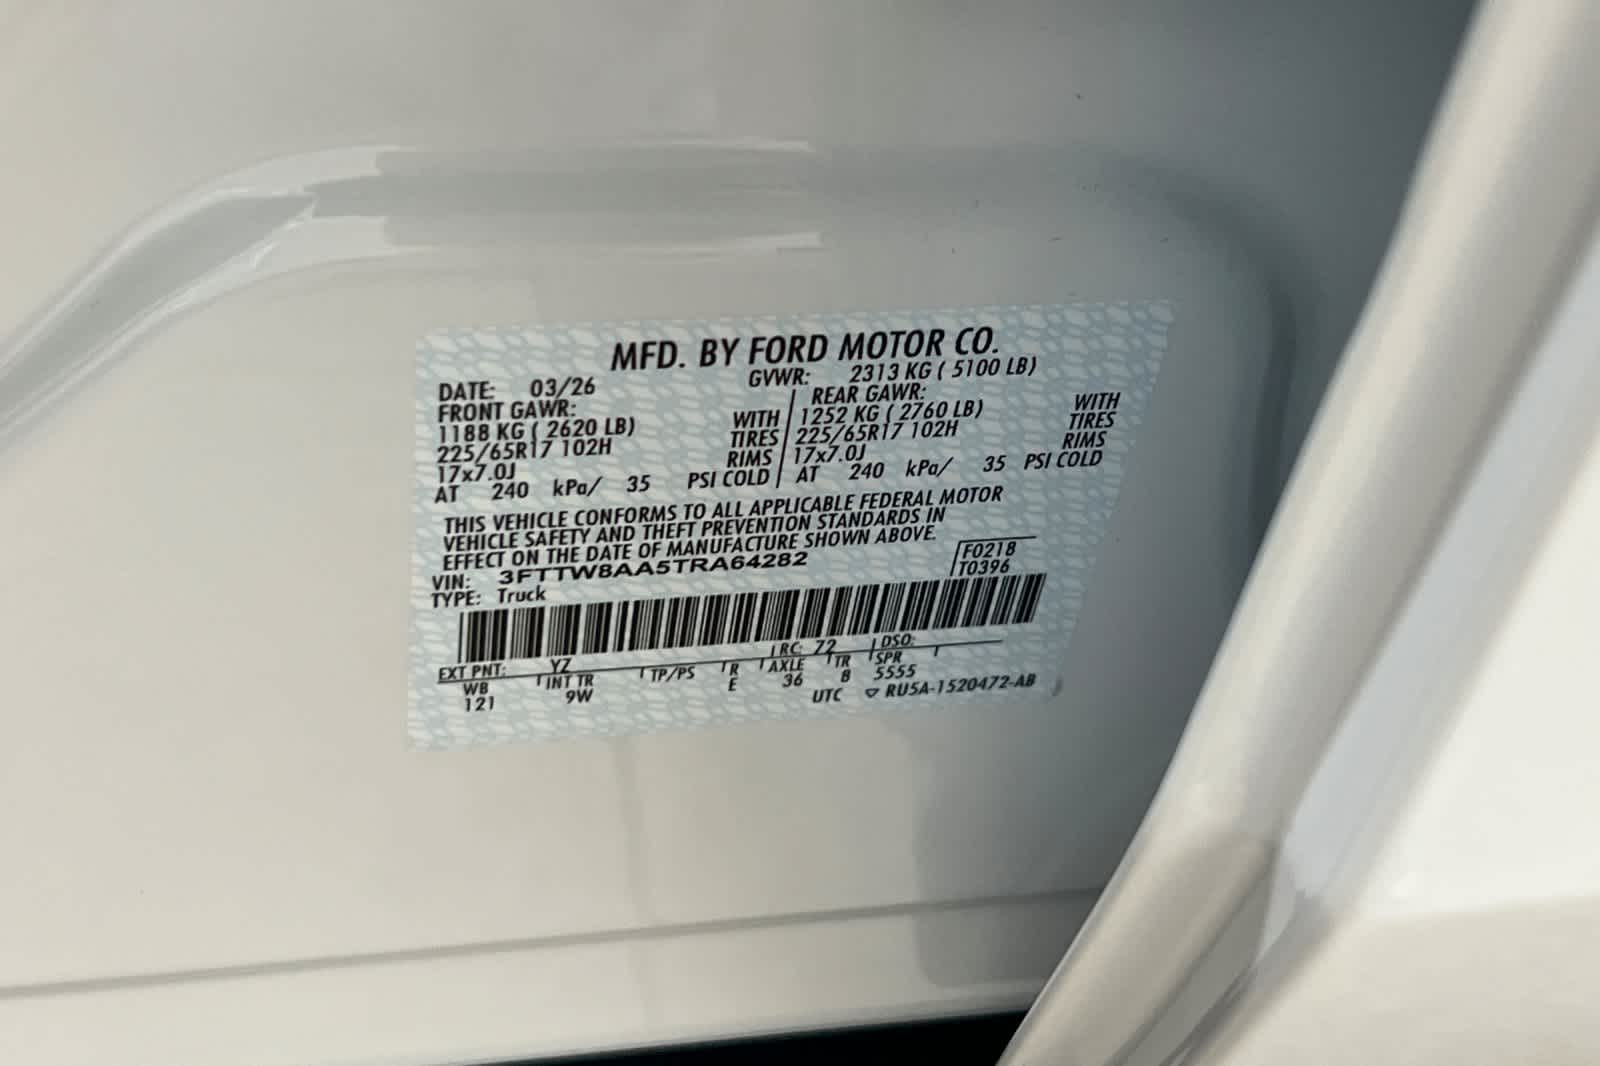 MFD. BY FORD MOTOR CO.
DATE: 03/26 GVWR: 2313 KG ( 5100 LB)
FRONT GAWR: REAR GAWR:
1188 KG ( 2620 LB) WITH 1252 KG ( 2760 LB) WITH
225/65R17 102H TIRES 225/65R17 102H TIRES
17x7.0J RIMS 17x7.0J RIMS
AT 240 kPa/ 35 PSI COLD AT 240 kPa/ 35 PSI COLD
THIS VEHICLE CONFORMS TO ALL APPLICABLE FEDERAL MOTOR
VEHICLE SAFETY AND THEFT PREVENTION STANDARDS IN
EFFECT ON THE DATE OF MANUFACTURE SHOWN ABOVE.
VIN: 3FTTW8AA5TRA64282 F0218
TYPE: Truck T0396
EXT PNT: YZ RC: 72 DSO:
WB INT TR TP/PS R AXLE TR SPR
121 9W E 36 8 5555
UTC RU5A-1520472-AB